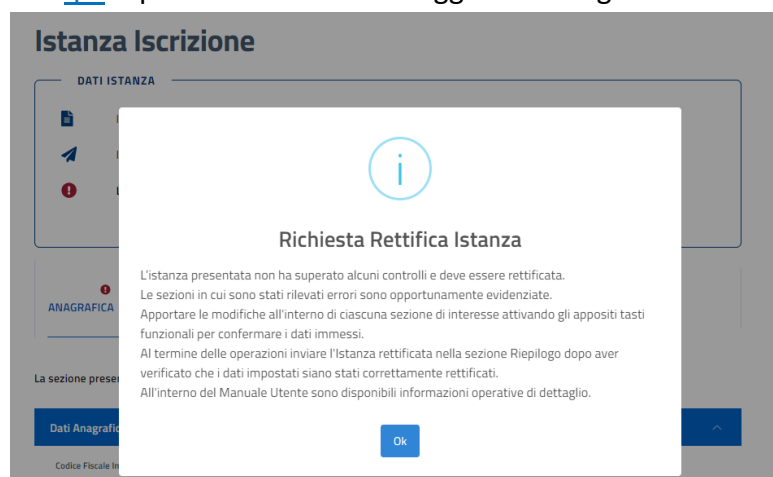 Istanza Iscrizione
DATI ISTANZA
Richiesta Rettifica Istanza
L'istanza presentata non ha superato alcuni controlli e deve essere rettificata.
Le sezioni in cui sono stati rilevati errori sono opportunamente evidenziate.
Apportare le modifiche all'interno di ciascuna sezione di interesse attivando gli appositi tasti
funzionali per confermare i dati immessi.
Al termine delle operazioni inviare l'Istanza rettificata nella sezione Riepilogo dopo aver
verificato che i dati impostati siano stati correttamente rettificati.
All'interno del Manuale Utente sono disponibili informazioni operative di dettaglio.
Ok
ANAGRAFICA
La sezione
Dati
Codice Fiscale